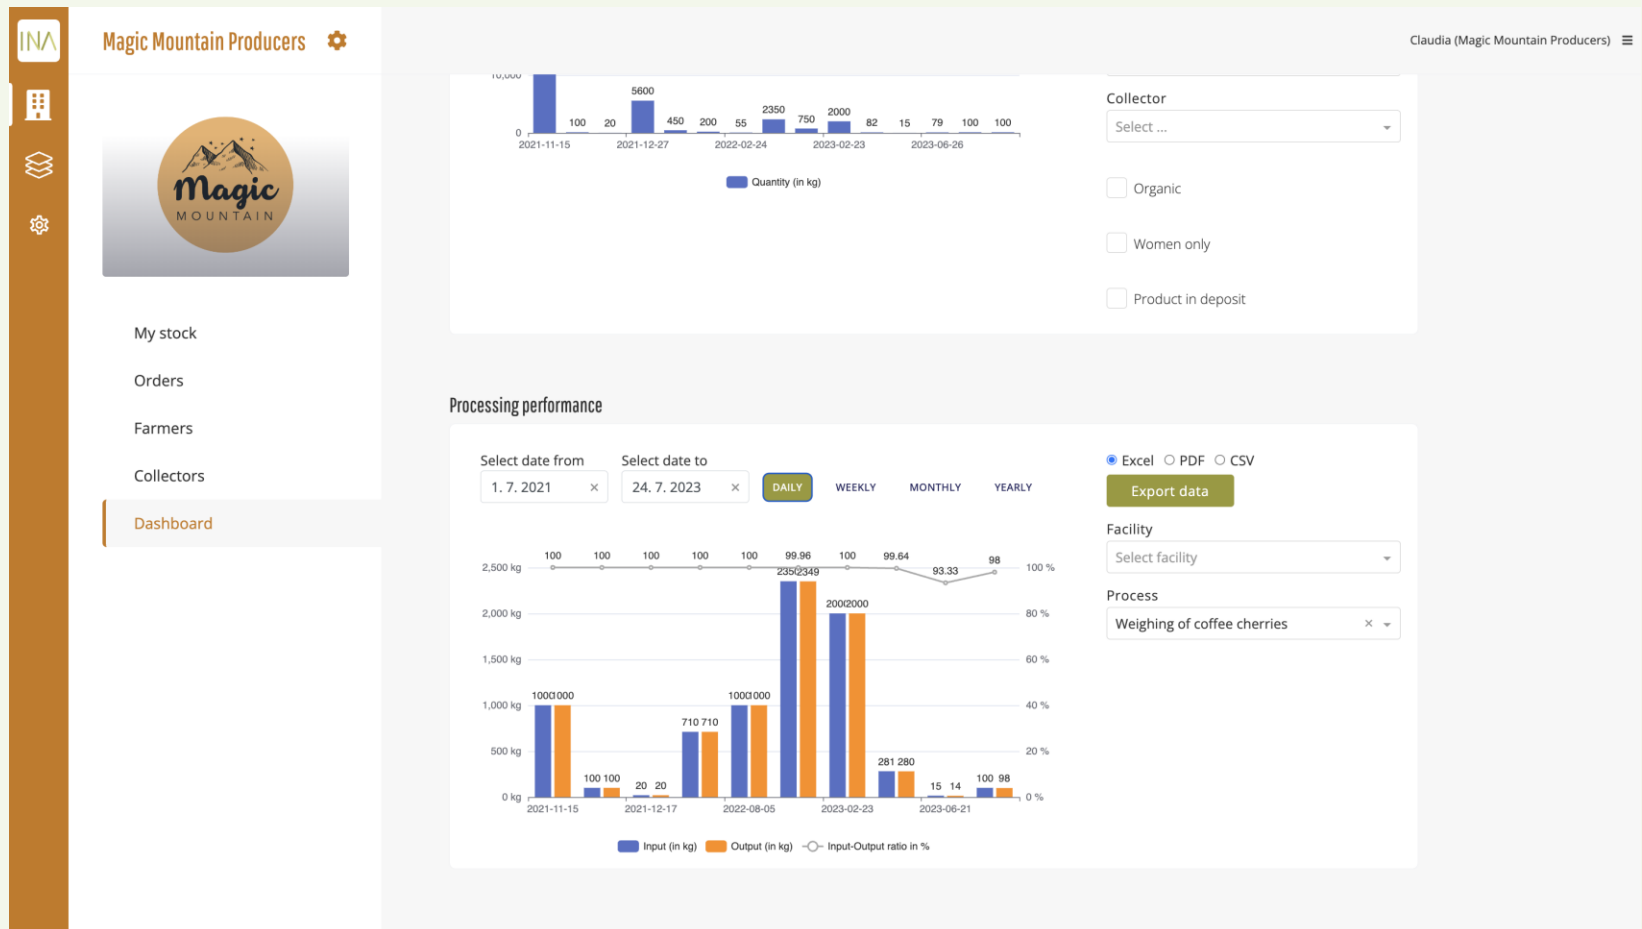 INA
Magic Mountain Producers
Claudia (Magic Mountain Producers)
Magic
MOUNTAIN
My stock
Orders
Farmers
Collectors
Dashboard
10,000
0
5600
100
20
450
200
55
2350
750
2000
82
15
79
100
100
2021-11-15
2021-12-27
2022-02-24
2023-02-23
2023-06-26
Quantity (in kg)
Collector
Select ...
Organic
Women only
Product in deposit
Processing performance
Select date from
Select date to
1. 7. 2021 ×
24. 7. 2023 ×
DAILY
WEEKLY
MONTHLY
YEARLY
100 100 100 100 100 99.96 100 99.64 93.33 98
2,500 kg
2,000 kg
1,500 kg
1,000 kg
500 kg
0 kg
1000 1000
100 100
20 20
710 710
1000 1000
2350 2349
2000 2000
281 280
15 14
100 98
100 %
80 %
60 %
40 %
20 %
0 %
2021-11-15
2021-12-17
2022-08-05
2023-02-23
2023-06-21
Input (in kg)
Output (in kg)
Input-Output ratio in %
Excel
PDF
CSV
Export data
Facility
Select facility
Process
Weighing of coffee cherries ×